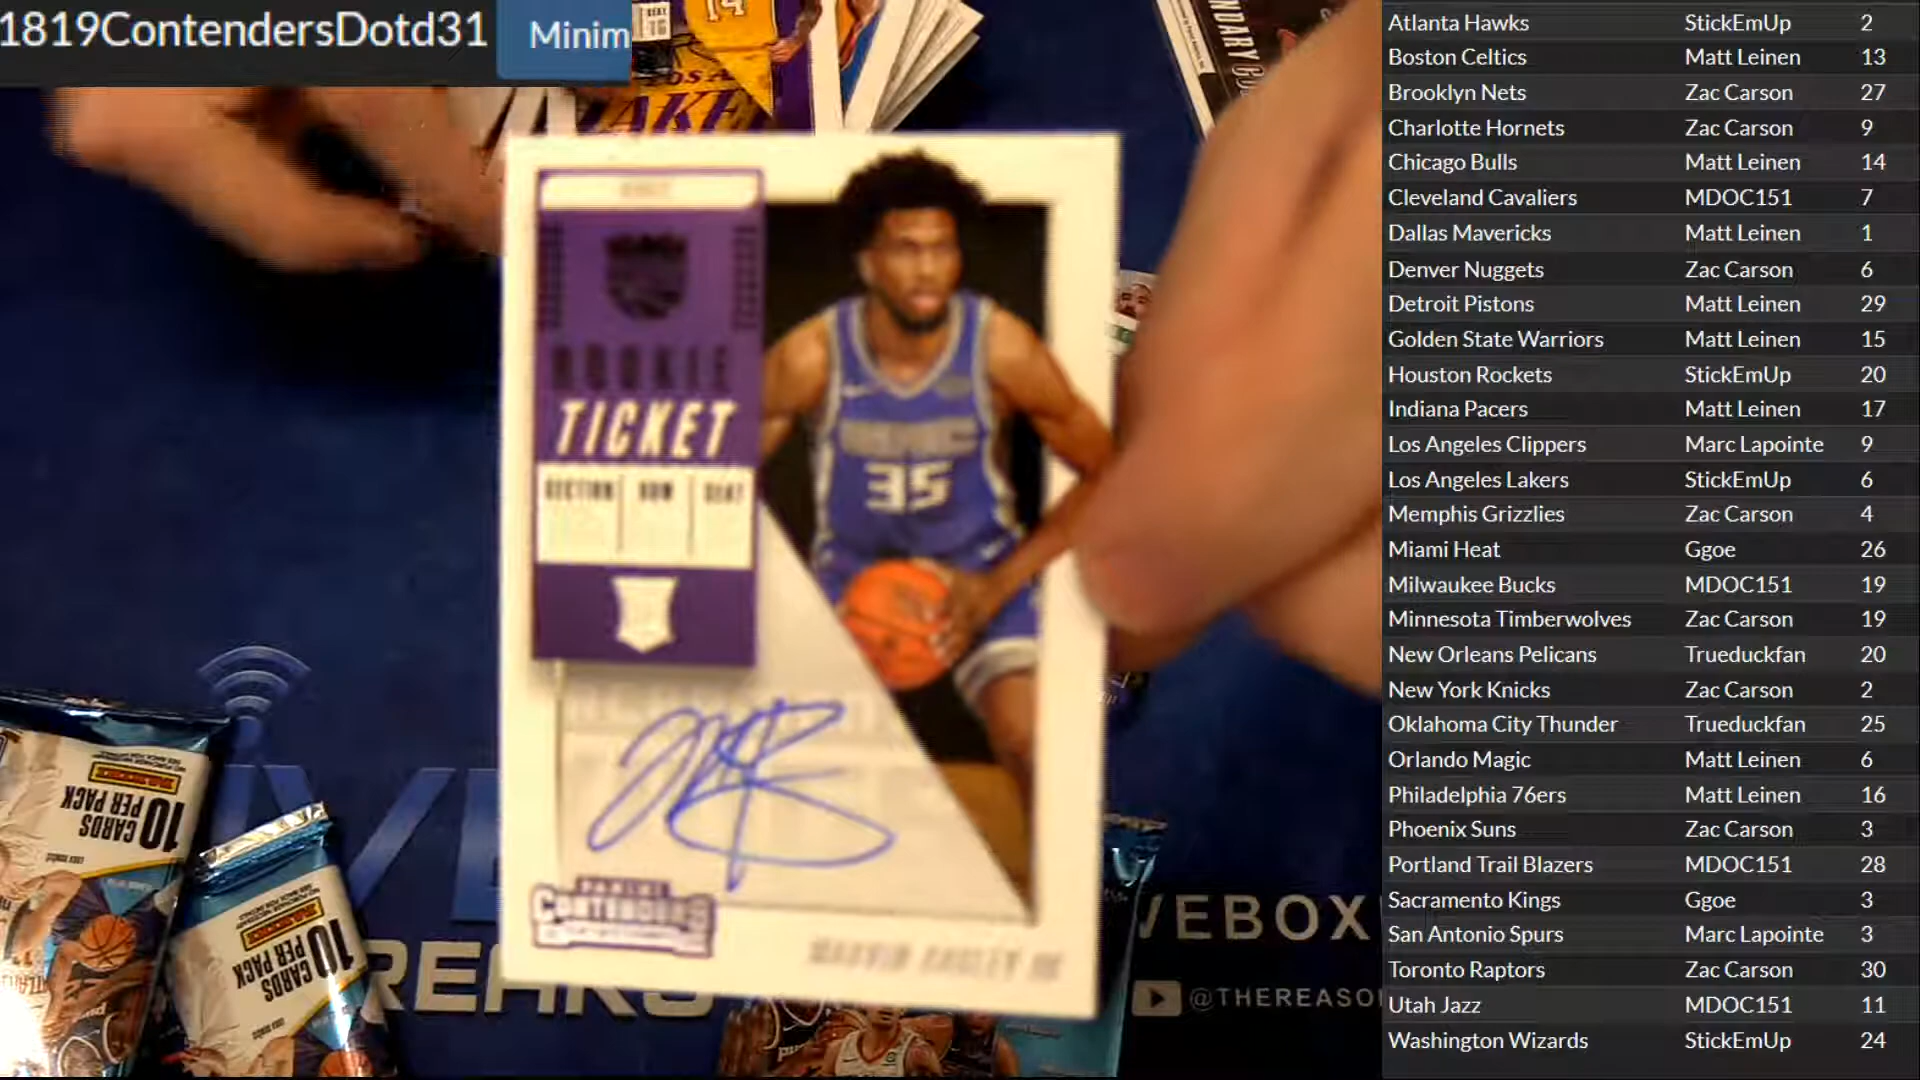 1819ContendersDotd31
Minim
ROOKIE
TICKET
SECTION ROW SEAT
35
PANINI
CONTENDERS
MARVIN BAGLEY III
10 CARDS
PER PACK
10 CARDS
PER PACK
REAKS
VEBOX
@THEREASO
14
Atlanta Hawks StickEmUp 2
Boston Celtics Matt Leinen 13
Brooklyn Nets Zac Carson 27
Charlotte Hornets Zac Carson 9
Chicago Bulls Matt Leinen 14
Cleveland Cavaliers MDOC151 7
Dallas Mavericks Matt Leinen 1
Denver Nuggets Zac Carson 6
Detroit Pistons Matt Leinen 29
Golden State Warriors Matt Leinen 15
Houston Rockets StickEmUp 20
Indiana Pacers Matt Leinen 17
Los Angeles Clippers Marc Lapointe 9
Los Angeles Lakers StickEmUp 6
Memphis Grizzlies Zac Carson 4
Miami Heat Ggoe 26
Milwaukee Bucks MDOC151 19
Minnesota Timberwolves Zac Carson 19
New Orleans Pelicans Trueduckfan 20
New York Knicks Zac Carson 2
Oklahoma City Thunder Trueduckfan 25
Orlando Magic Matt Leinen 6
Philadelphia 76ers Matt Leinen 16
Phoenix Suns Zac Carson 3
Portland Trail Blazers MDOC151 28
Sacramento Kings Ggoe 3
San Antonio Spurs Marc Lapointe 3
Toronto Raptors Zac Carson 30
Utah Jazz MDOC151 11
Washington Wizards StickEmUp 24